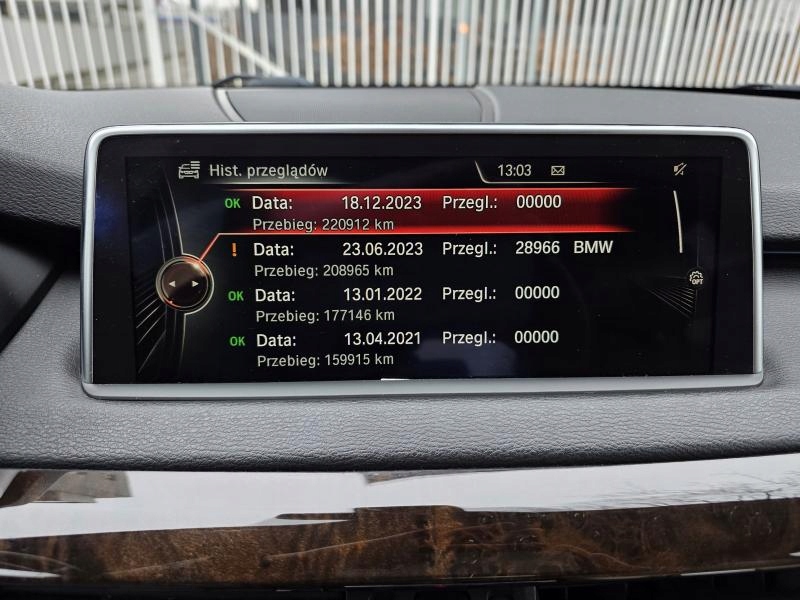 Hist. przeglądów 13:03
OK Data: 18.12.2023 Przegl.: 00000
Przebieg: 220912 km
! Data: 23.06.2023 Przegl.: 28966 BMW
Przebieg: 208965 km
OPT
OK Data: 13.01.2022 Przegl.: 00000
Przebieg: 177146 km
OK Data: 13.04.2021 Przegl.: 00000
Przebieg: 159915 km